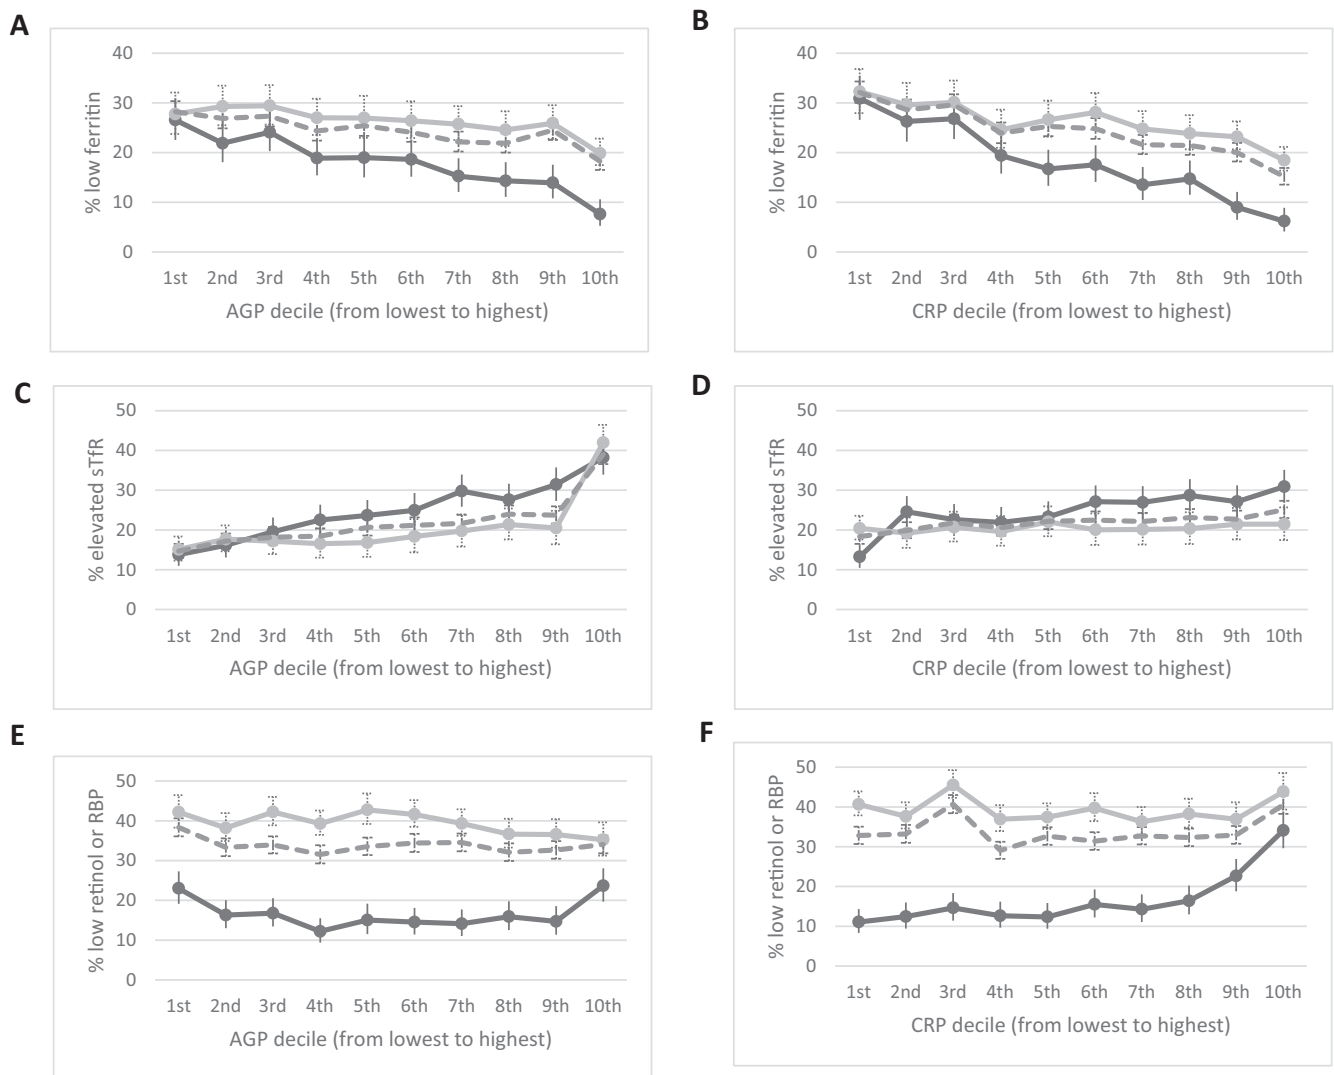 A
% low ferritin
40
30
20
10
0
1st 2nd 3rd 4th 5th 6th 7th 8th 9th 10th
AGP decile (from lowest to highest)
B
% low ferritin
40
30
20
10
0
1st 2nd 3rd 4th 5th 6th 7th 8th 9th 10th
CRP decile (from lowest to highest)
C
% elevated sTfR
50
40
30
20
10
0
1st 2nd 3rd 4th 5th 6th 7th 8th 9th 10th
AGP decile (from lowest to highest)
D
% elevated sTfR
50
40
30
20
10
0
1st 2nd 3rd 4th 5th 6th 7th 8th 9th 10th
CRP decile (from lowest to highest)
E
% low retinol or RBP
50
40
30
20
10
0
1st 2nd 3rd 4th 5th 6th 7th 8th 9th 10th
AGP decile (from lowest to highest)
F
% low retinol or RBP
50
40
30
20
10
0
1st 2nd 3rd 4th 5th 6th 7th 8th 9th 10th
CRP decile (from lowest to highest)